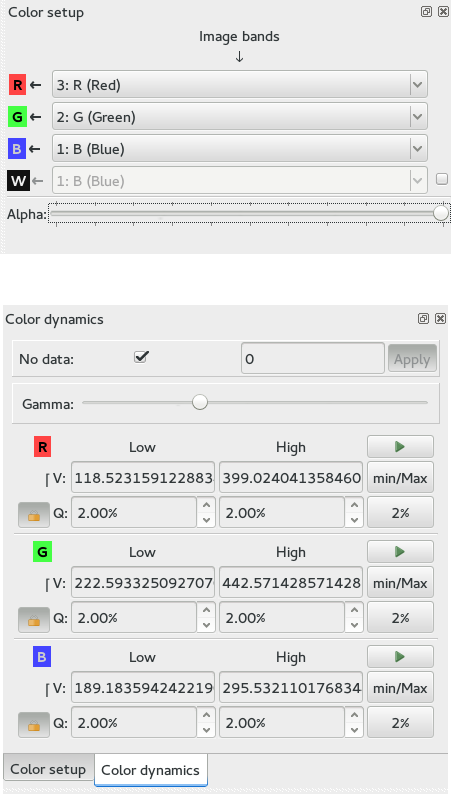 Color setup
Image bands
↓
R ← 3: R (Red)
G ← 2: G (Green)
B ← 1: B (Blue)
W ← 1: B (Blue)
Alpha:
Color dynamics
No data: 0 Apply
Gamma:
R Low High
V: 118.523159122883 399.024041358460 min/Max
Q: 2.00% 2.00% 2%
G Low High
V: 222.593325092707 442.571428571428 min/Max
Q: 2.00% 2.00% 2%
B Low High
V: 189.183594242219 295.532110176834 min/Max
Q: 2.00% 2.00% 2%
Color setup Color dynamics